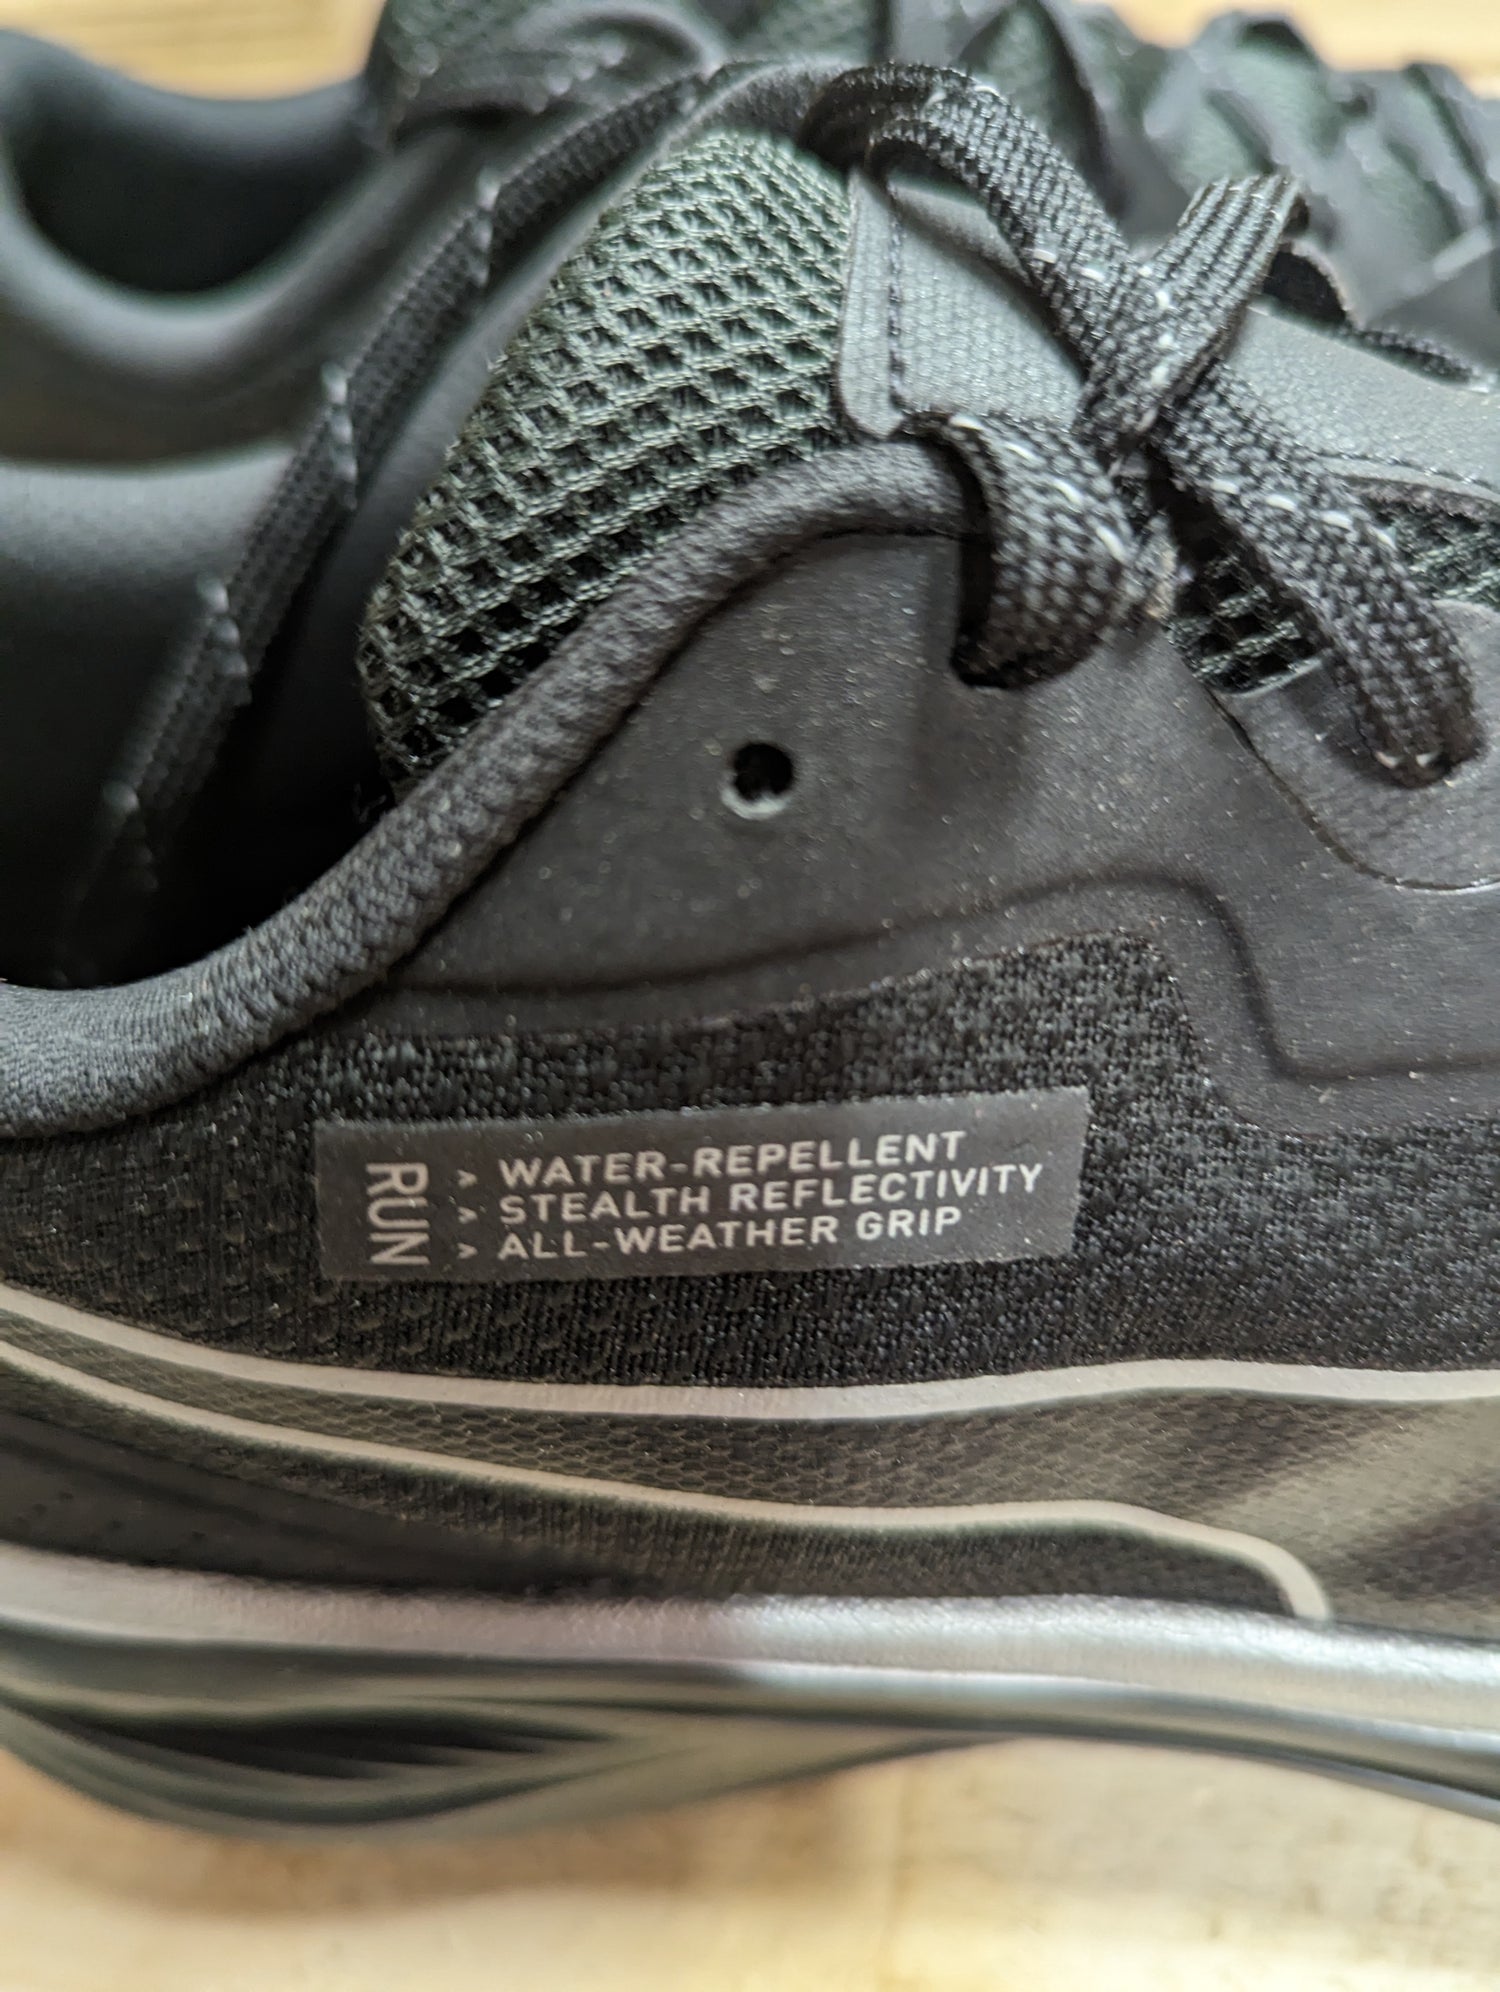 RUN
> WATER-REPELLENT
> STEALTH REFLECTIVITY
> ALL-WEATHER GRIP